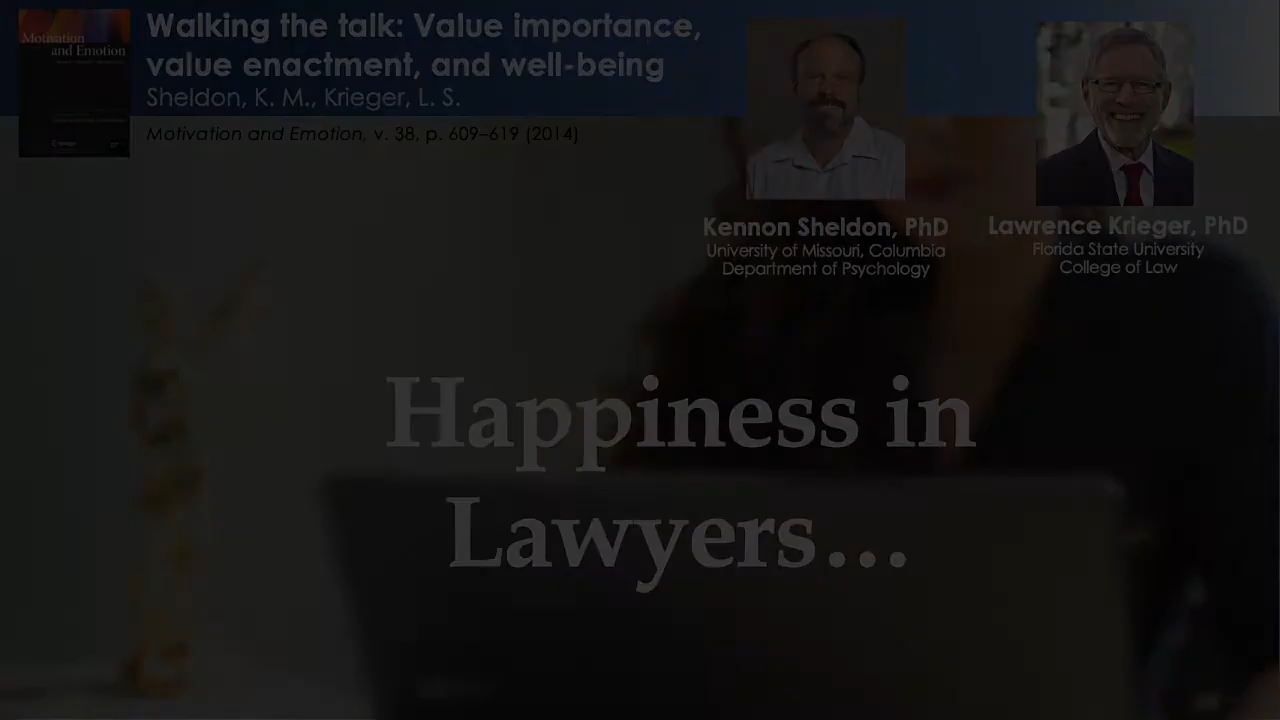 Motivation
and Emotion
Walking the talk: Value importance,
value enactment, and well-being
Sheldon, K. M., Krieger, L. S.
Motivation and Emotion, v. 38, p. 609–619 (2014)
Kennon Sheldon, PhD
University of Missouri, Columbia
Department of Psychology
Lawrence Krieger, PhD
Florida State University
College of Law
Happiness in
Lawyers...